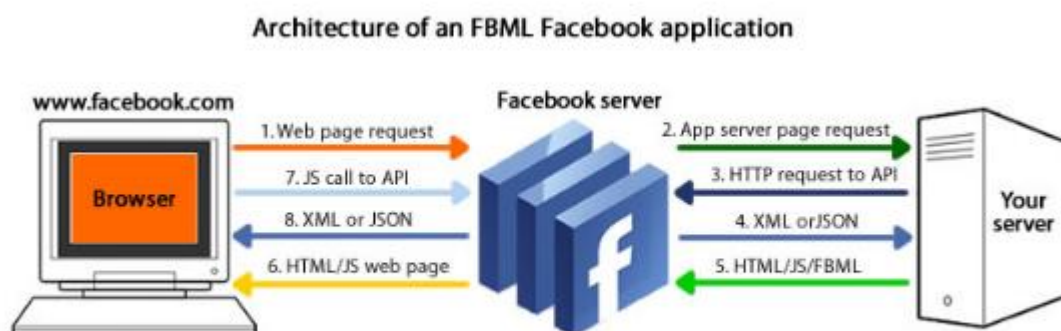 Architecture of an FBML Facebook application
www.facebook.com
Facebook server
1. Web page request
2. App server page request
7. JS call to API
3. HTTP request to API
Browser
8. XML or JSON
4. XML orJSON
Your
server
6. HTML/JS web page
5. HTML/JS/FBML
f